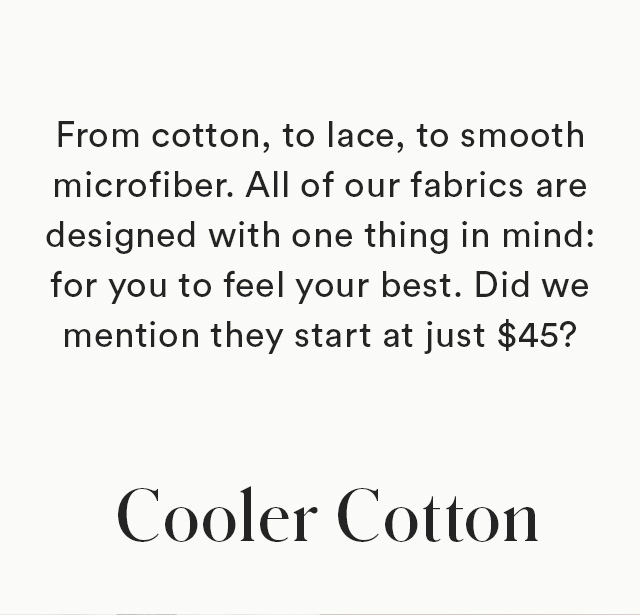 From cotton, to lace, to smooth
microfiber. All of our fabrics are
designed with one thing in mind:
for you to feel your best. Did we
mention they start at just $45?
Cooler Cotton